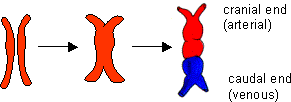 cranial end
(arterial)
caudal end
(venous)